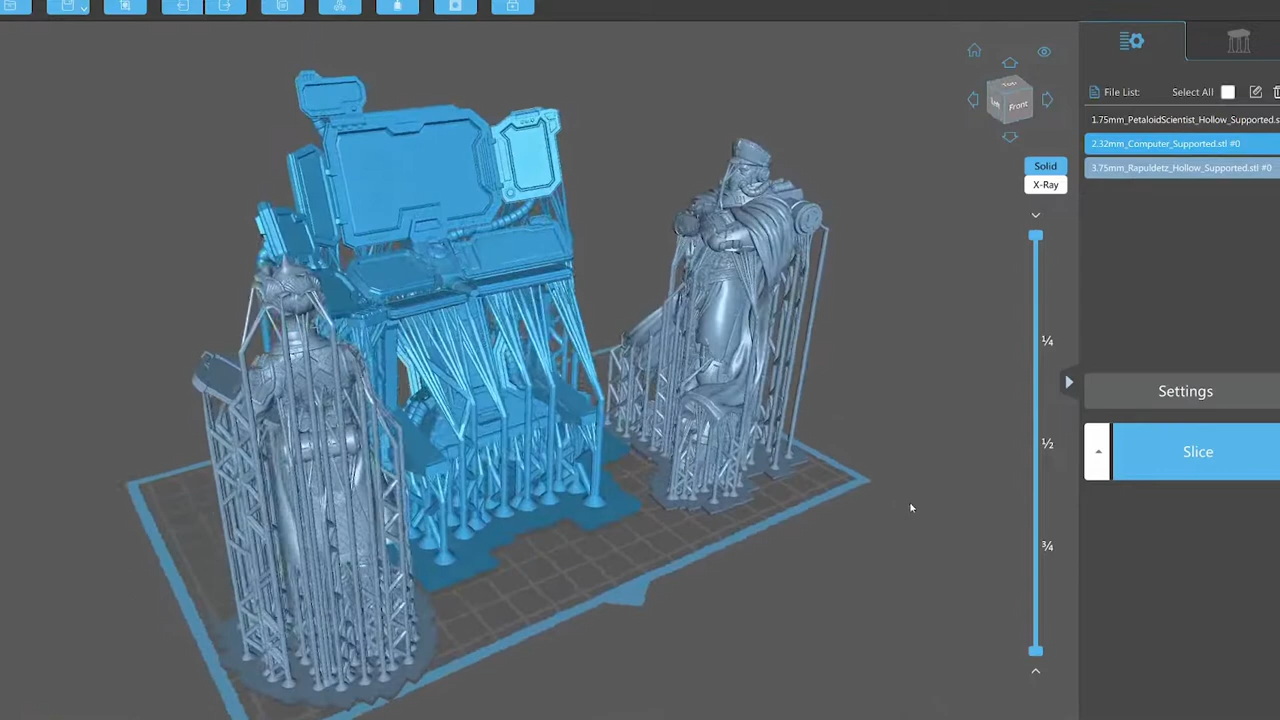 File List:
Select All
1.75mm_PetaloidScientist_Hollow_Supported.s
2.32mm_Computer_Supported.stl #0
3.75mm_Rapuldetz_Hollow_Supported.stl #0
Front
Solid
X-Ray
¼
½
¾
Settings
Slice